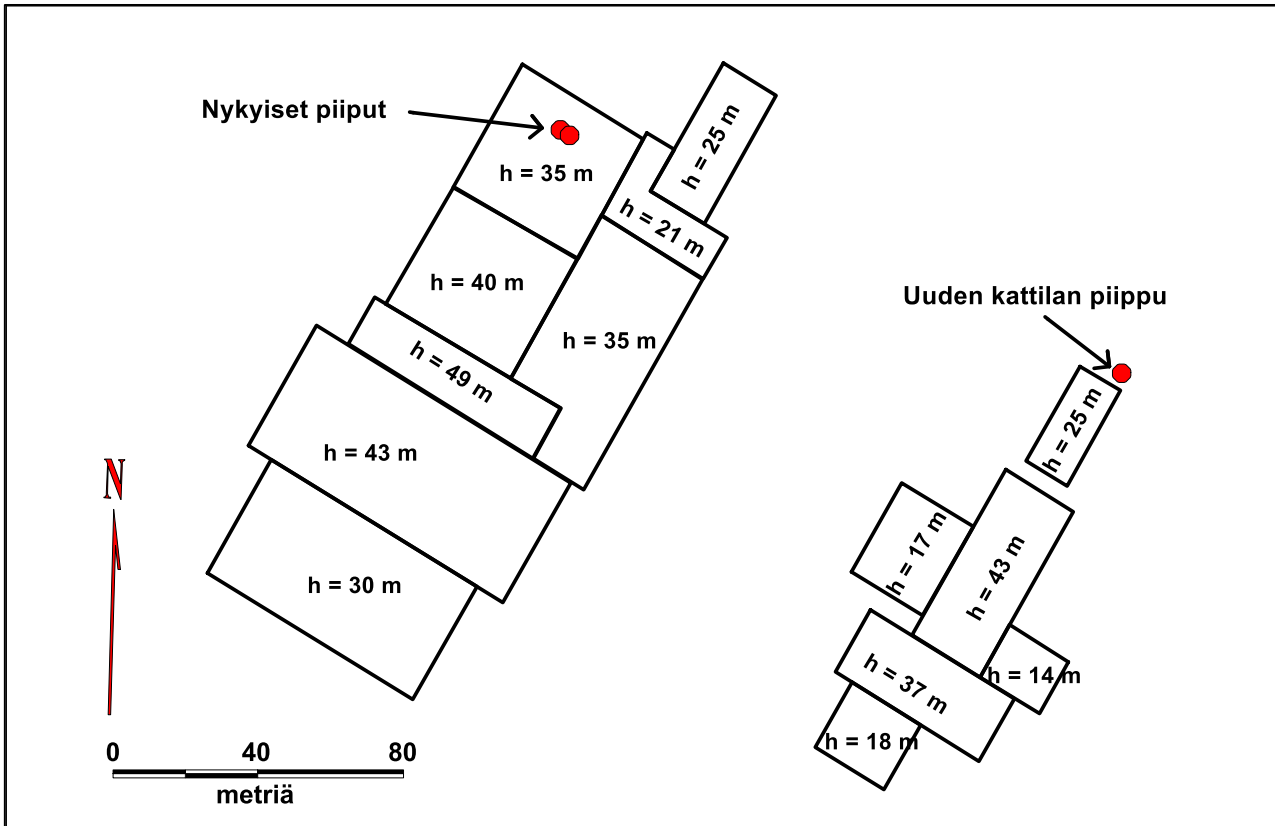 Nykyiset piiput
h = 25 m
h = 35 m
h = 21 m
h = 40 m
h = 35 m
h = 49 m
h = 43 m
h = 30 m
Uuden kattilan piippu
h = 25 m
h = 17 m
h = 43 m
h = 14 m
h = 37 m
h = 18 m
N
0 40 80
metriä